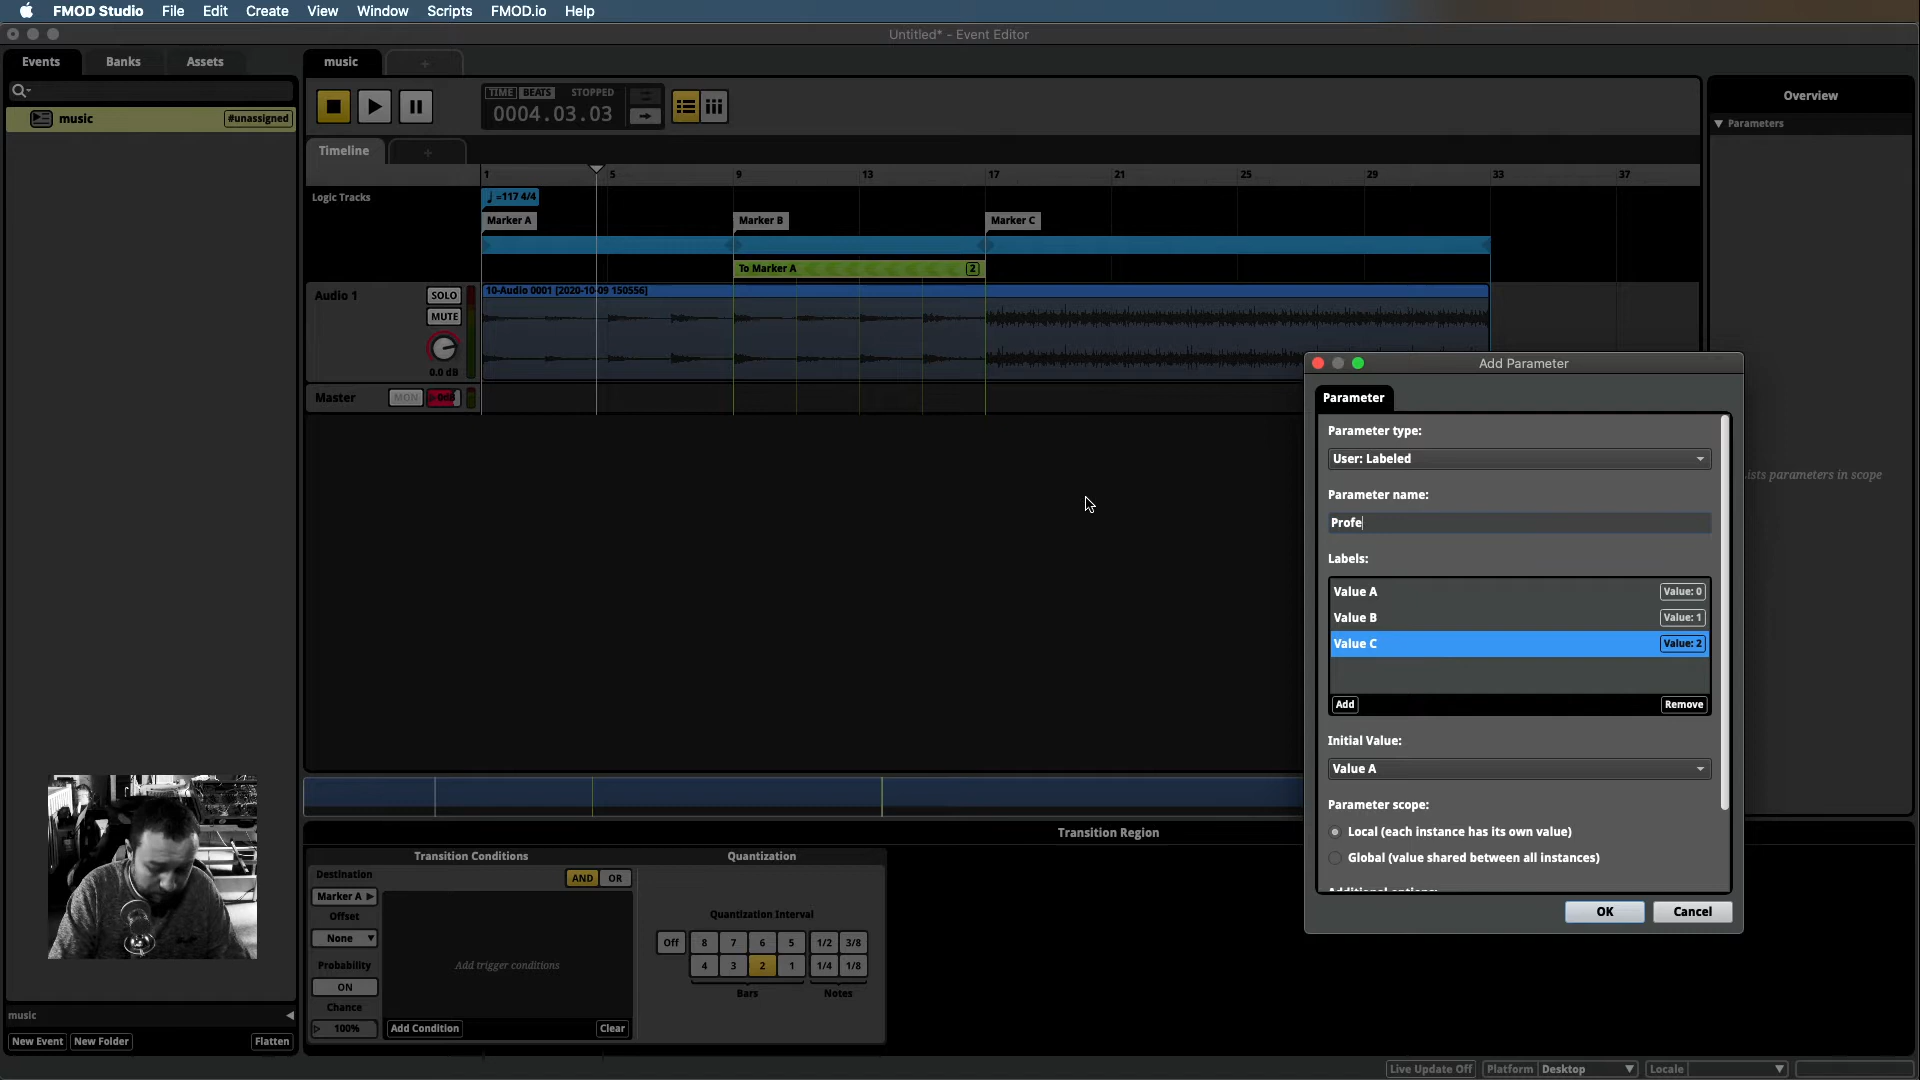 FMOD Studio File Edit Create View Window Scripts FMOD.io Help
Untitled* - Event Editor
Events Banks Assets
music
Overview
Parameters
music #unassigned
TIME BEATS STOPPED
0004.03.03
Timeline
1 5 9 13 17 21 25 29 33 37
Logic Tracks
=117 4/4
Marker A Marker B Marker C
To Marker A 2
Audio 1 SOLO
MUTE
0.0 dB
10-Audio 0001 [2020-10-09 150556]
Master MON
Add Parameter
Parameter
Parameter type:
User: Labeled
ists parameters in scope
Parameter name:
Profe
Labels:
Value A Value: 0
Value B Value: 1
Value C Value: 2
Add Remove
Initial Value:
Value A
Parameter scope:
Local (each instance has its own value)
Global (value shared between all instances)
Additional options:
OK Cancel
Transition Region
Transition Conditions
Quantization
Destination
AND OR
Marker A
Offset
None
Probability
ON
Chance
100%
Add trigger conditions
Add Condition Clear
Quantization Interval
Off 8 7 6 5 1/2 3/8
4 3 2 1 1/4 1/8
Bars Notes
music
New Event New Folder Flatten
Live Update Off Platform Desktop Locale